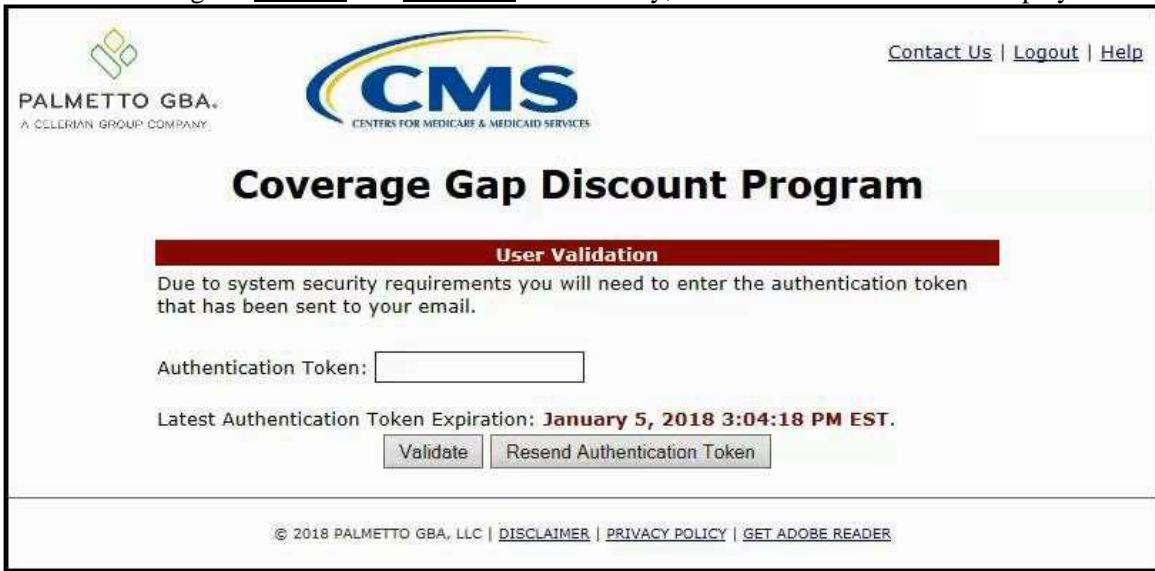 PALMETTO GBA.
A CELERIAN GROUP COMPANY
CMS
CENTERS FOR MEDICARE & MEDICAID SERVICES
Contact Us | Logout | Help
Coverage Gap Discount Program
User Validation
Due to system security requirements you will need to enter the authentication token
that has been sent to your email.
Authentication Token:
Latest Authentication Token Expiration: January 5, 2018 3:04:18 PM EST.
Validate Resend Authentication Token
© 2018 PALMETTO GBA, LLC | DISCLAIMER | PRIVACY POLICY | GET ADOBE READER